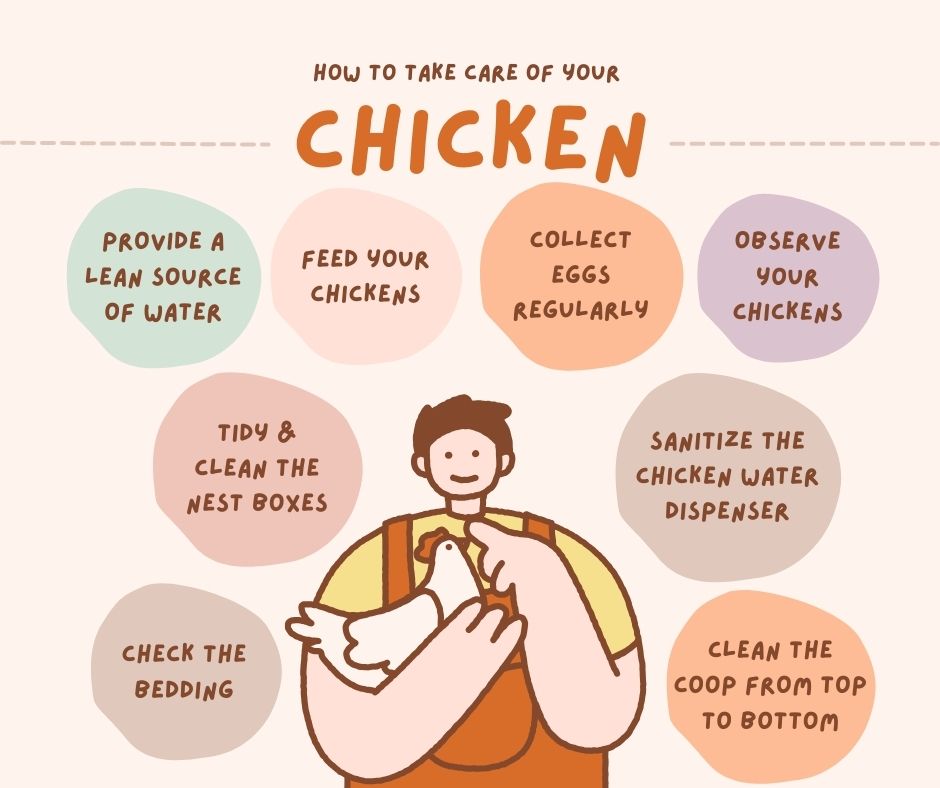 HOW TO TAKE CARE OF YOUR
CHICKEN
PROVIDE A
LEAN SOURCE
OF WATER
FEED YOUR
CHICKENS
COLLECT
EGGS
REGULARLY
OBSERVE
YOUR
CHICKENS
TIDY &
CLEAN THE
NEST BOXES
SANITIZE THE
CHICKEN WATER
DISPENSER
CHECK THE
BEDDING
CLEAN THE
COOP FROM TOP
TO BOTTOM